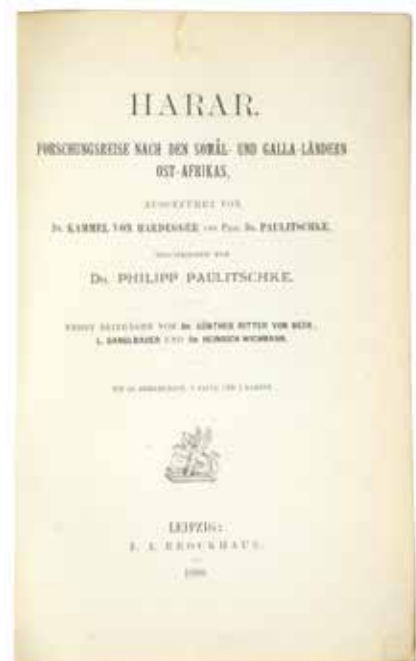 HARAR.
FORSCHUNGSREISE NACH DEN SOMÂL- UND GALLA-LÄNDERN
OST-AFRIKAS,
AUSGEFÜHRT VON
DR. KAMMEL VON HARDEGGER UND PROF. DR. PAULITSCHKE.
DR. PHILIPP PAULITSCHKE.
NEBST BEITRÄGEN VON DR. GÜNTHER RITTER VON BECK,
L. GANGLBAUER UND DR. HEINRICH WICHMANN.
LEIPZIG:
F. A. BROCKHAUS.